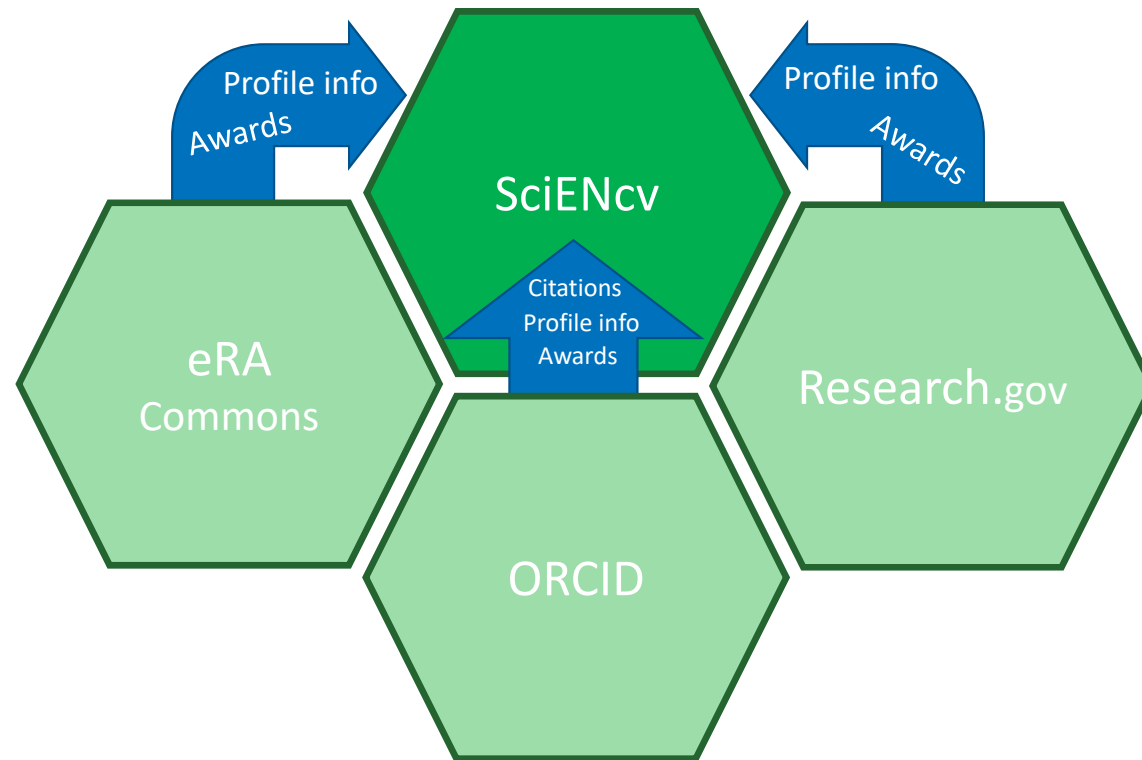 Profile info
Awards
Profile info
Awards
SciENcv
Citations
Profile info
Awards
eRA
Commons
Research.gov
ORCID